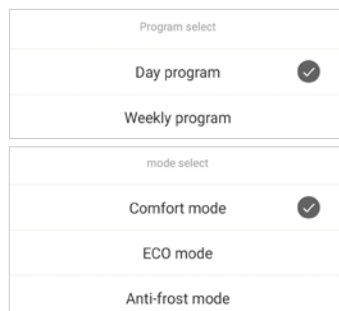 Program select
Day program
Weekly program
mode select
Comfort mode
ECO mode
Anti-frost mode